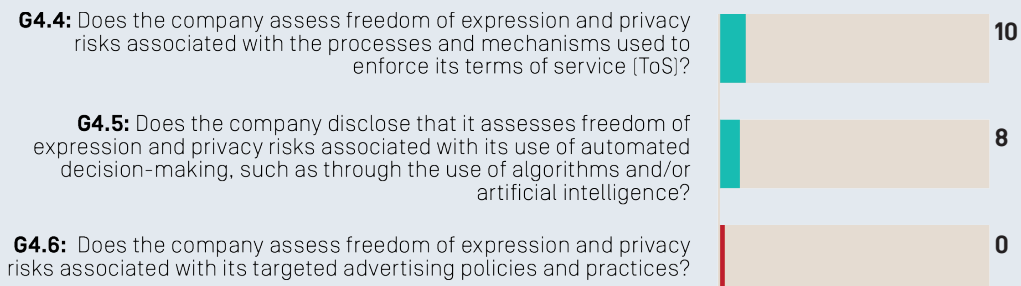 G4.4: Does the company assess freedom of expression and privacy
risks associated with the processes and mechanisms used to
enforce its terms of service (ToS)?
10
G4.5: Does the company disclose that it assesses freedom of
expression and privacy risks associated with its use of automated
decision-making, such as through the use of algorithms and/or
artificial intelligence?
8
G4.6: Does the company assess freedom of expression and privacy
risks associated with its targeted advertising policies and practices?
0